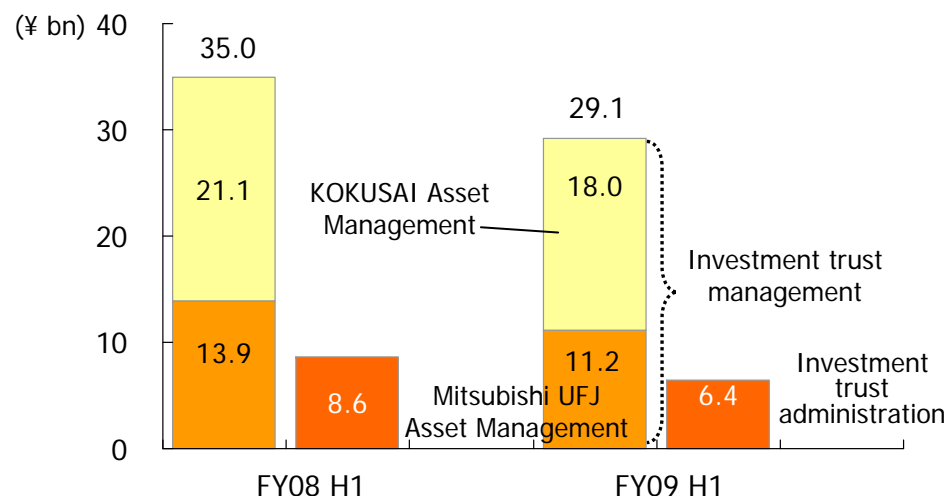 (¥ bn)
40
30
20
10
0
35.0
21.1
13.9
8.6
KOKUSAI Asset
Management
Mitsubishi UFJ
Asset Management
29.1
18.0
11.2
6.4
Investment trust
management
Investment
trust
administration
FY08 H1
FY09 H1